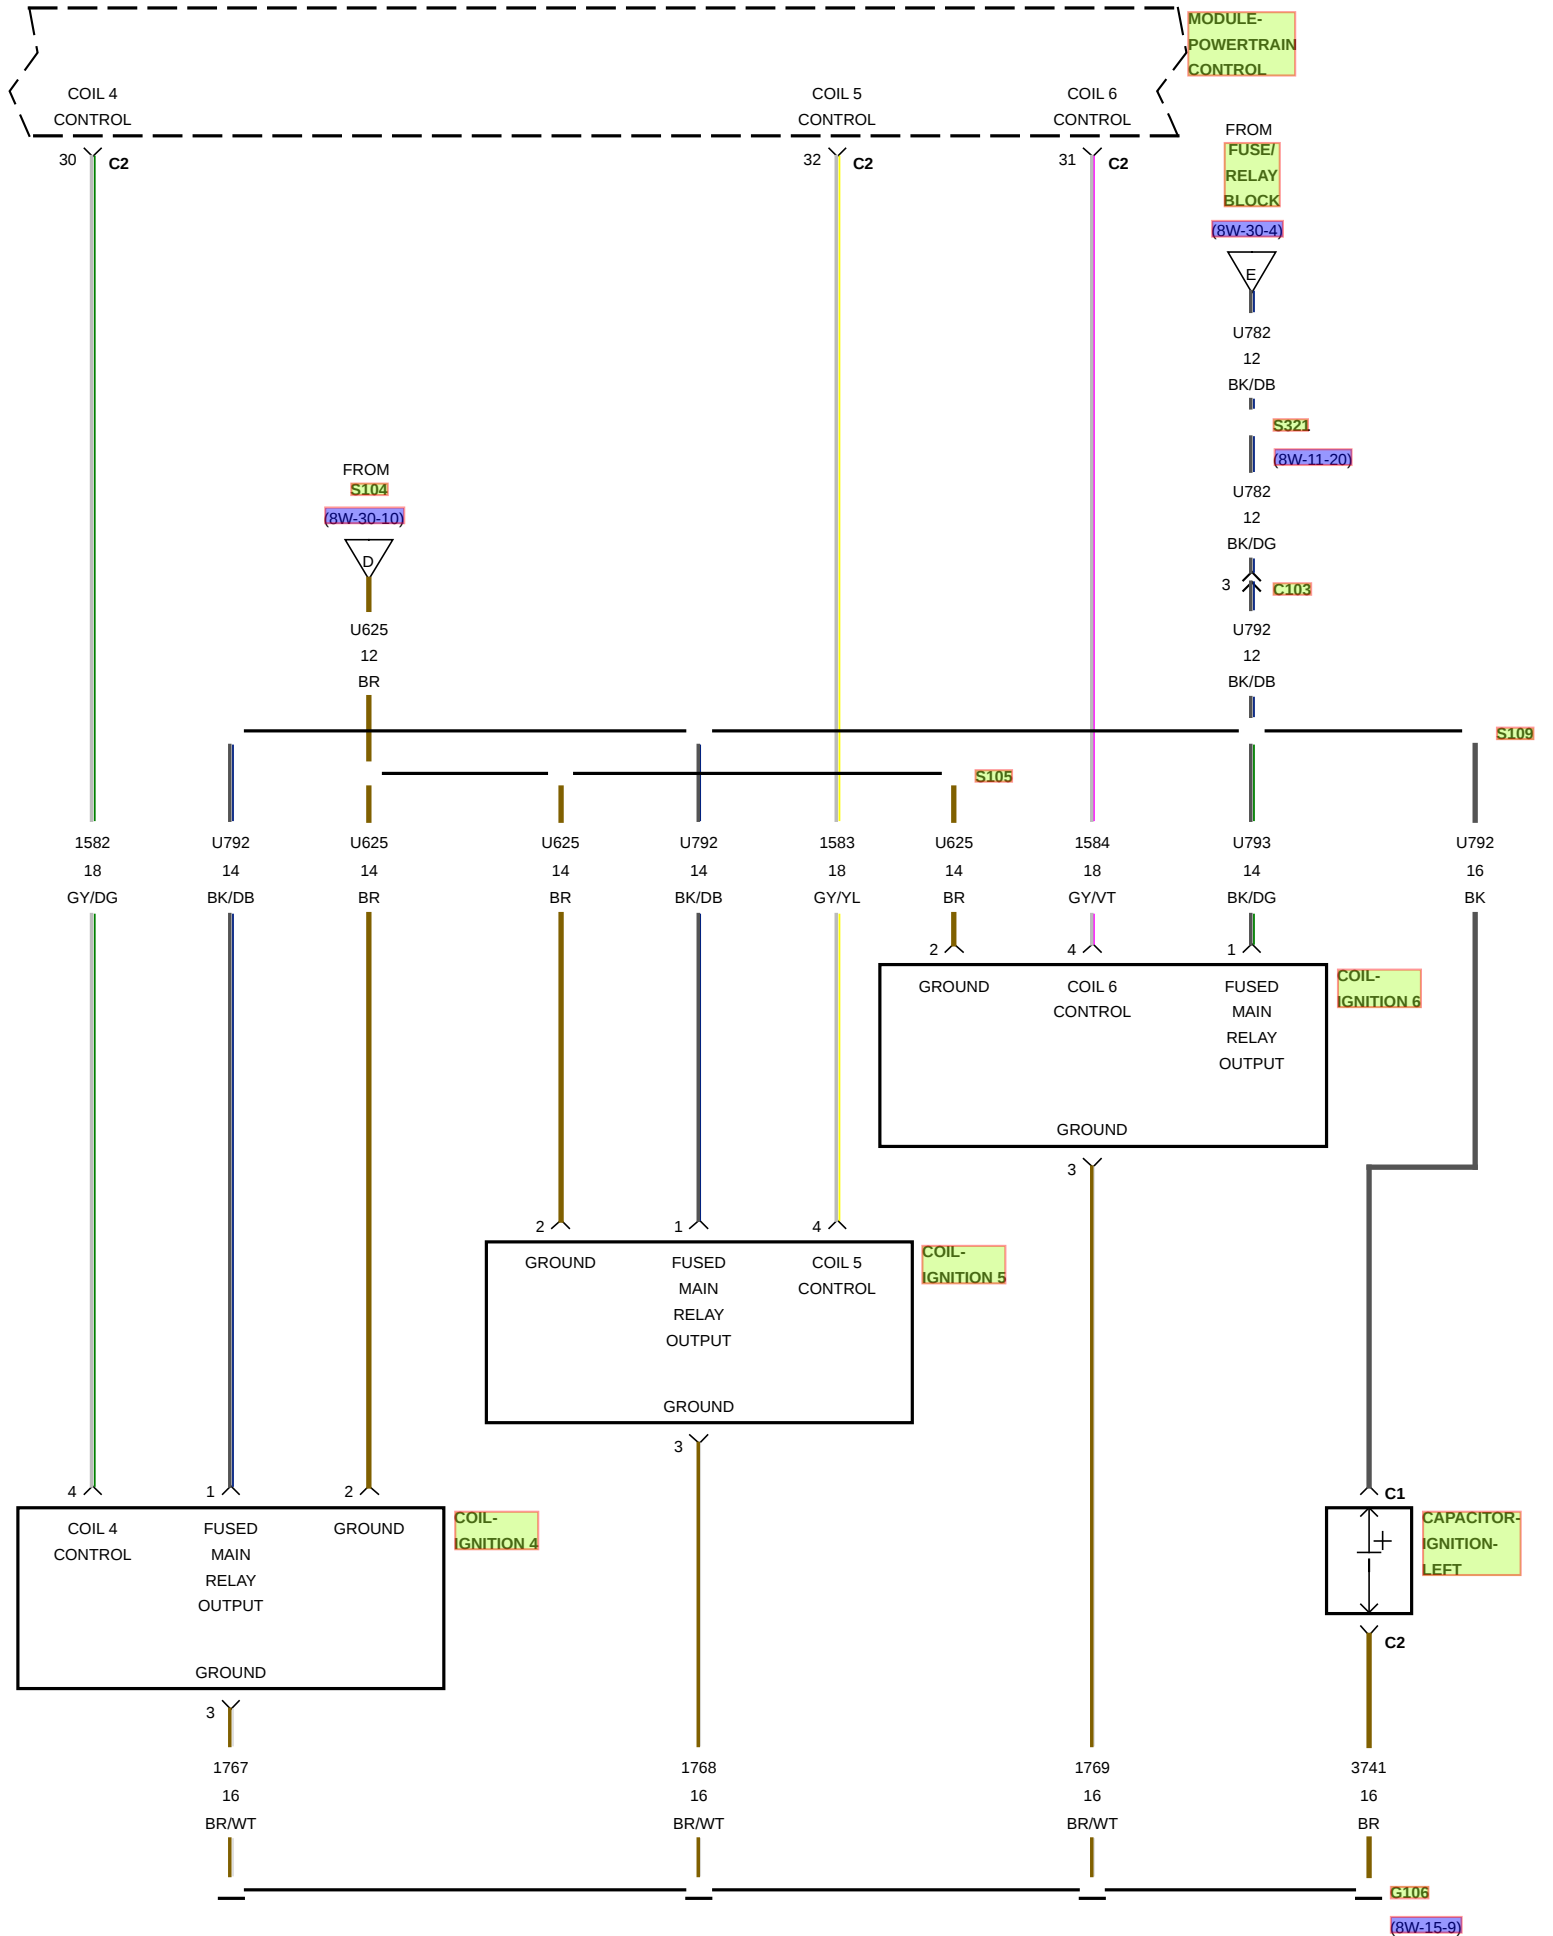 MODULE-
POWERTRAIN
CONTROL
COIL 4
CONTROL
COIL 5
CONTROL
COIL 6
CONTROL
30
C2
32
C2
31
C2
FROM
FUSE/
RELAY
BLOCK
(8W-30-4)
E
U782
12
BK/DB
S321
(8W-11-20)
U782
12
BK/DG
3
C103
U792
12
BK/DB
FROM
S104
(8W-30-10)
D
U625
12
BR
S109
S105
1582
18
GY/DG
U792
14
BK/DB
U625
14
BR
U625
14
BR
U792
14
BK/DB
1583
18
GY/YL
U625
14
BR
1584
18
GY/VT
U793
14
BK/DG
U792
16
BK
2
4
1
GROUND
COIL 6
CONTROL
FUSED
MAIN
RELAY
OUTPUT
GROUND
COIL-
IGNITION 6
3
2
1
4
GROUND
FUSED
MAIN
RELAY
OUTPUT
COIL 5
CONTROL
GROUND
COIL-
IGNITION 5
3
4
1
2
COIL 4
CONTROL
FUSED
MAIN
RELAY
OUTPUT
GROUND
GROUND
COIL-
IGNITION 4
3
C1
CAPACITOR-
IGNITION-
LEFT
C2
1767
16
BR/WT
1768
16
BR/WT
1769
16
BR/WT
3741
16
BR
G106
(8W-15-9)